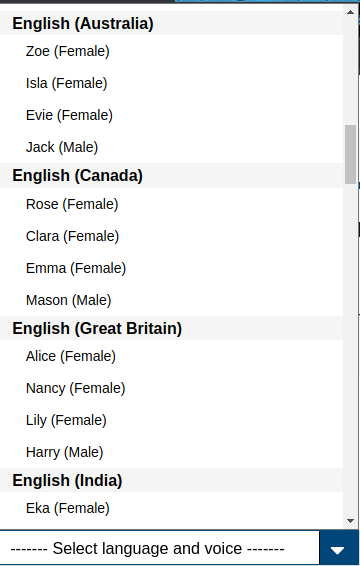 English (Australia)
Zoe (Female)
Isla (Female)
Evie (Female)
Jack (Male)
English (Canada)
Rose (Female)
Clara (Female)
Emma (Female)
Mason (Male)
English (Great Britain)
Alice (Female)
Nancy (Female)
Lily (Female)
Harry (Male)
English (India)
Eka (Female)
------- Select language and voice -------